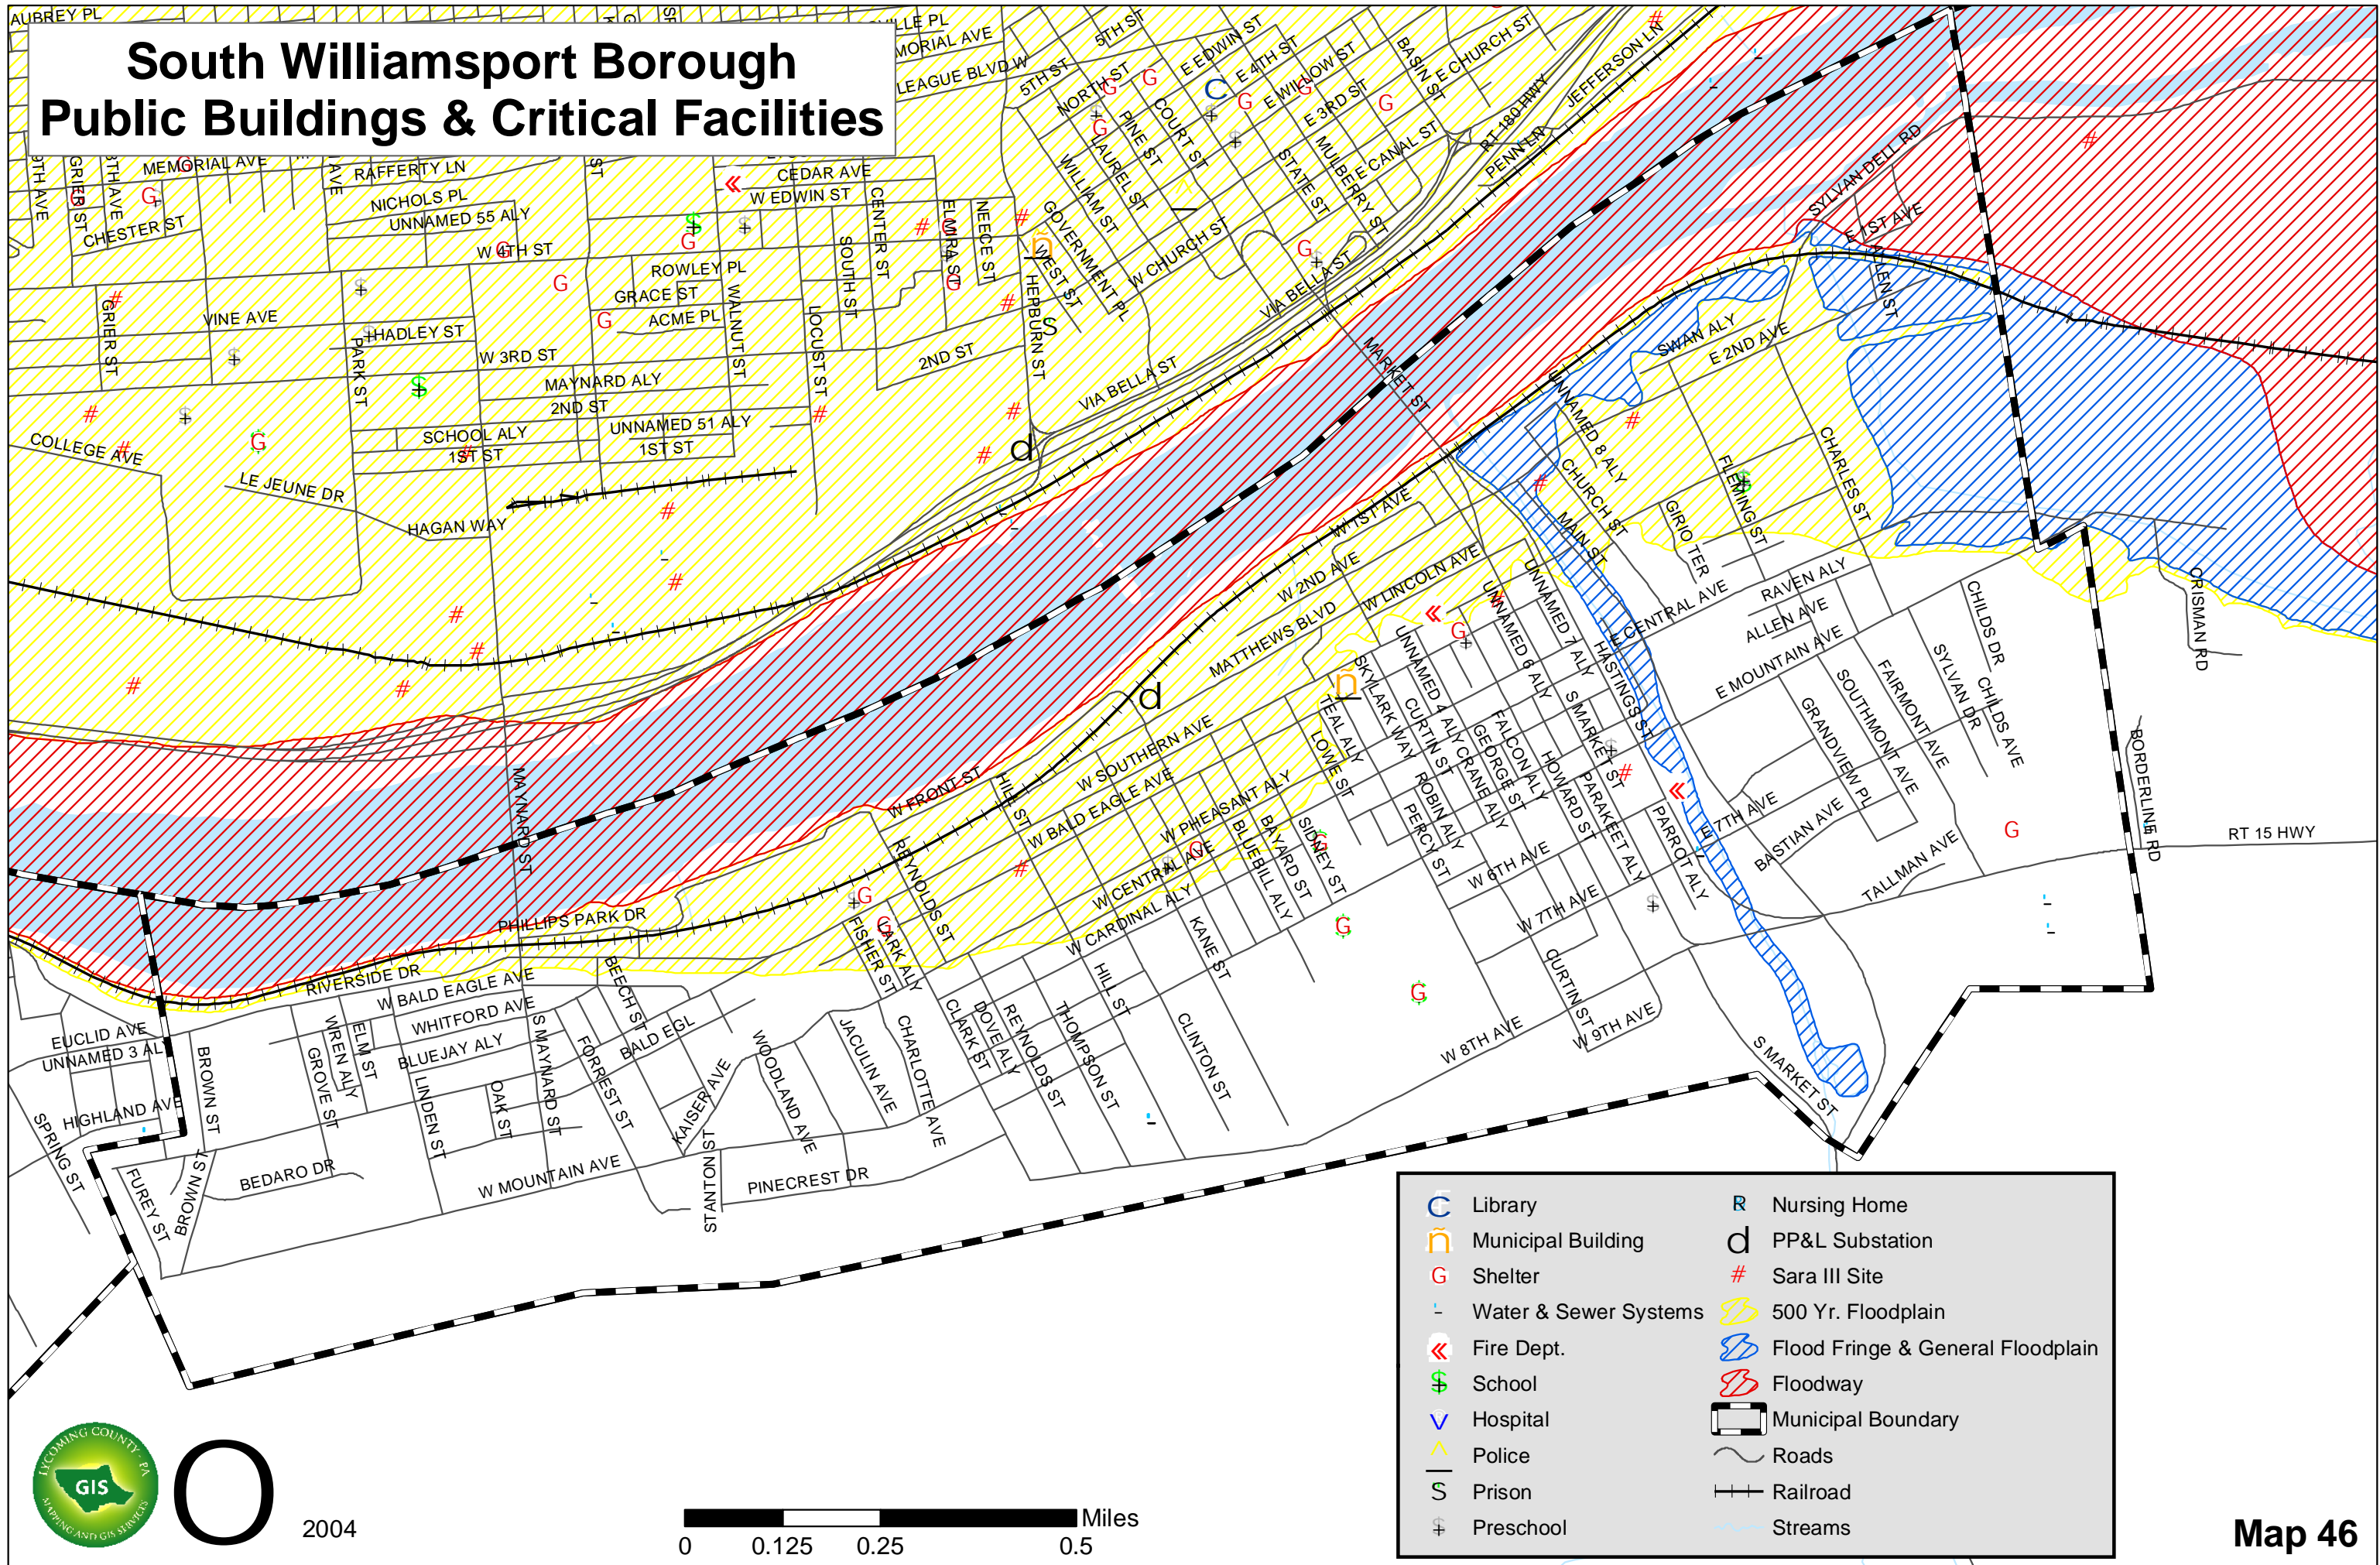 South Williamsport Borough
Public Buildings & Critical Facilities
AUBREY PL
MORIAL AVE
LEAGUE BLVD W
5TH ST
5TH ST
NORTH ST
E EDWIN ST
E 4TH ST
E WILLOW ST
E 3RD ST
BASIN ST
E CHURCH ST
RT 180 HWY
JEFFERSON LN
PENN LN
E CANAL ST
MULBERRY ST
STATE ST
COURT ST
PINE ST
LAUREL ST
WILLIAM ST
GOVERNMENT PL
W CHURCH ST
VIA BELLA ST
VIA BELLA ST
WEST ST
HEPBURN ST
NEECE ST
ELMIRA ST
CENTER ST
SOUTH ST
LOCUST ST
WALNUT ST
CEDAR AVE
W EDWIN ST
9TH AVE
GRIER ST
8TH AVE
MEMORIAL AVE
CHESTER ST
RAFFERTY LN
NICHOLS PL
UNNAMED 55 ALY
W 4TH ST
ROWLEY PL
GRACE ST
ACME PL
GRIER ST
VINE AVE
HADLEY ST
PARK ST
W 3RD ST
MAYNARD ALY
2ND ST
2ND ST
UNNAMED 51 ALY
SCHOOL ALY
1ST ST
1ST ST
COLLEGE AVE
LE JEUNE DR
HAGAN WAY
MARKET ST
SYLVAN DELL RD
E 1ST AVE
ALLEN ST
SWAN ALY
E 2ND AVE
UNNAMED 8 ALY
CHURCH ST
MAIN ST
GIRIO TER
FLEMING ST
CHARLES ST
W 1ST AVE
W 2ND AVE
W LINCOLN AVE
MATTHEWS BLVD
UNNAMED 7 ALY
UNNAMED 6 ALY
UNNAMED 4 ALY
HASTINGS ST
E CENTRAL AVE
RAVEN ALY
ALLEN AVE
E MOUNTAIN AVE
CHILDS DR
SYLVAN DR
CHILDS AVE
FAIRMONT AVE
SOUTHMONT AVE
GRANDVIEW PL
CRISMAN RD
BORDERLINE RD
RT 15 HWY
TALLMAN AVE
BASTIAN AVE
E 7TH AVE
PARROT ALY
S MARKET ST
PARAKEET ALY
HOWARD ST
FALCON ALY
GEORGE ST
CRANE ALY
CURTIN ST
ROBIN ALY
PERCY ST
SKYLARK WAY
TEAL ALY
LOWE ST
W SOUTHERN AVE
W BALD EAGLE AVE
W PHEASANT ALY
W CENTRAL AVE
W CARDINAL ALY
SIDNEY ST
BAYARD ST
BLUEBILL ALY
W 6TH AVE
W 7TH AVE
W 8TH AVE
W 9TH AVE
CURTIN ST
S MARKET ST
W FRONT ST
HILL ST
REYNOLDS ST
KANE ST
HILL ST
CLINTON ST
THOMPSON ST
REYNOLDS ST
DOVE ALY
CLARK ST
LARK ALY
FISHER ST
CHARLOTTE AVE
JACULIN AVE
WOODLAND AVE
KAISER AVE
BALD EGL
BEECH ST
FORREST ST
STANTON ST
PINECREST DR
W MOUNTAIN AVE
MAYNARD ST
PHILLIPS PARK DR
RIVERSIDE DR
W BALD EAGLE AVE
WHITFORD AVE
BLUEJAY ALY
S MAYNARD ST
OAK ST
LINDEN ST
ELM ST
WREN ALY
GROVE ST
BROWN ST
BEDARO DR
BROWN ST
FUREY ST
EUCLID AVE
UNNAMED 3 ALY
HIGHLAND AVE
SPRING ST
Library
Municipal Building
Shelter
Water & Sewer Systems
Fire Dept.
School
Hospital
Police
Prison
Preschool
Nursing Home
PP&L Substation
Sara III Site
500 Yr. Floodplain
Flood Fringe & General Floodplain
Floodway
Municipal Boundary
Roads
Railroad
Streams
LYCOMING COUNTY - PA
GIS
MAPPING AND GIS SERVICES
O
2004
Miles
0 0.125 0.25 0.5
Map 46